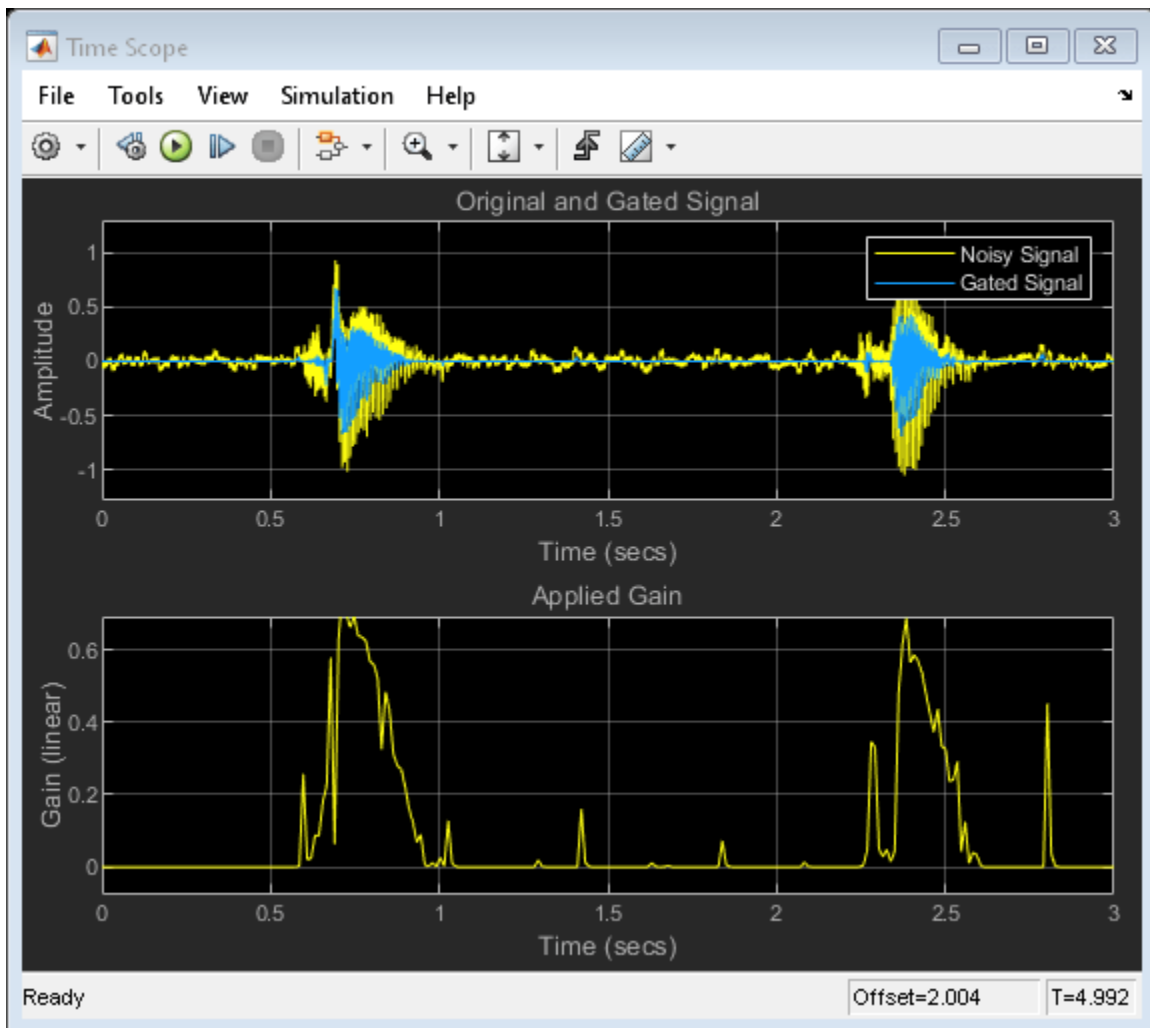 Time Scope
File Tools View Simulation Help
Original and Gated Signal
Noisy Signal
Gated Signal
Amplitude
1
0.5
0
-0.5
-1
0 0.5 1 1.5 2 2.5 3
Time (secs)
Applied Gain
Gain (linear)
0.6
0.4
0.2
0
0 0.5 1 1.5 2 2.5 3
Time (secs)
Ready Offset=2.004 T=4.992